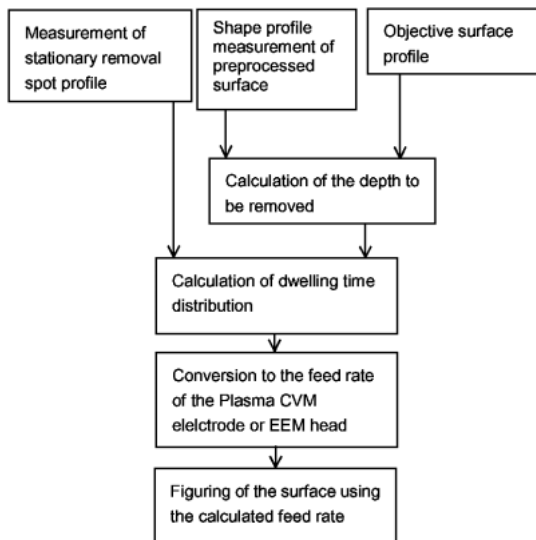 Measurement of
stationary removal
spot profile
Shape profile
measurement of
preprocessed
surface
Objective surface
profile
Calculation of the depth to
be removed
Calculation of dwelling time
distribution
Conversion to the feed rate
of the Plasma CVM
elelctrode or EEM head
Figuring of the surface using
the calculated feed rate